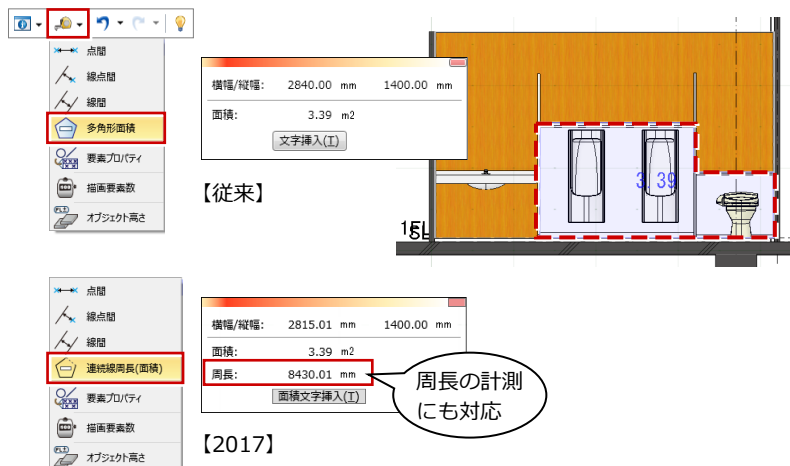 点間
線点間
線間
多角形面積
要素プロパティ
描画要素数
オブジェクト高さ
横幅/縦幅: 2840.00 mm 1400.00 mm
面積: 3.39 m2
文字挿入(I)
【従来】
3.39
1FL
SL
点間
線点間
線間
連続線周長(面積)
要素プロパティ
描画要素数
オブジェクト高さ
横幅/縦幅: 2815.01 mm 1400.00 mm
面積: 3.39 m2
周長: 8430.01 mm
面積文字挿入(I)
周長の計測
にも対応
【2017】